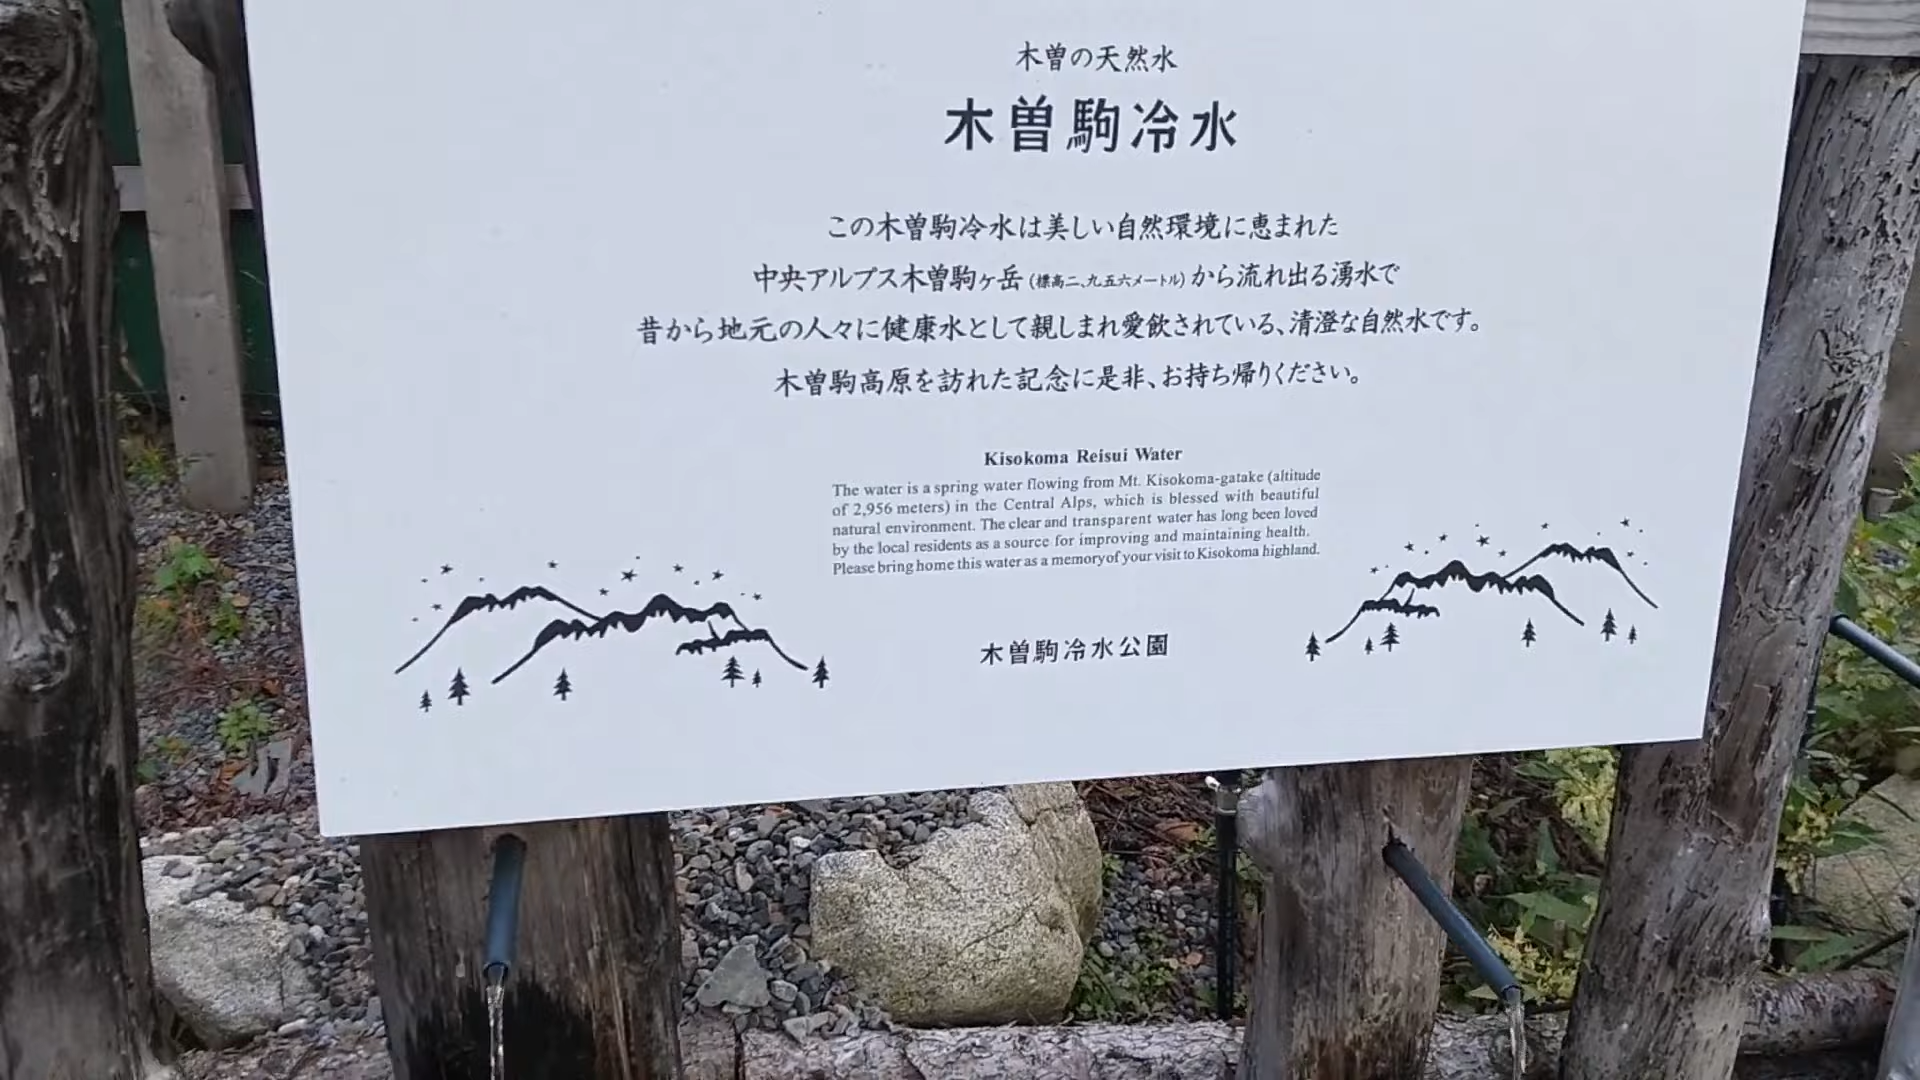 木曽の天然水
木曽駒冷水
この木曽駒冷水は美しい自然環境に恵まれた
中央アルプス木曽駒ヶ岳(標高二、九五六メートル)から流れ出る湧水で
昔から地元の人々に健康水として親しまれ愛飲されている、清澄な自然水です。
木曽駒高原を訪れた記念に是非、お持ち帰りください。
Kisokoma Reisui Water
The water is a spring water flowing from Mt. Kisokoma-gatake (altitude
of 2,956 meters) in the Central Alps, which is blessed with beautiful
natural environment. The clear and transparent water has long been loved
by the local residents as a source for improving and maintaining health.
Please bring home this water as a memory of your visit to Kisokoma highland.
木曽駒冷水公園